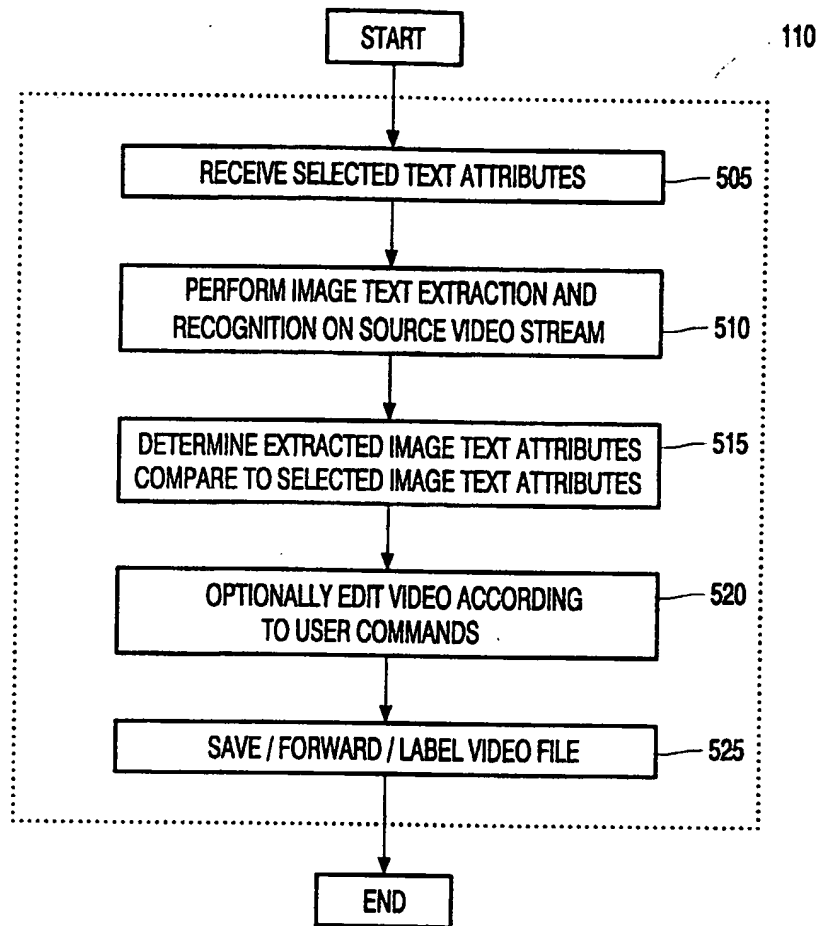 START
110
RECEIVE SELECTED TEXT ATTRIBUTES
505
PERFORM IMAGE TEXT EXTRACTION AND
RECOGNITION ON SOURCE VIDEO STREAM
510
DETERMINE EXTRACTED IMAGE TEXT ATTRIBUTES
COMPARE TO SELECTED IMAGE TEXT ATTRIBUTES
515
OPTIONALLY EDIT VIDEO ACCORDING
TO USER COMMANDS
520
SAVE / FORWARD / LABEL VIDEO FILE
525
END